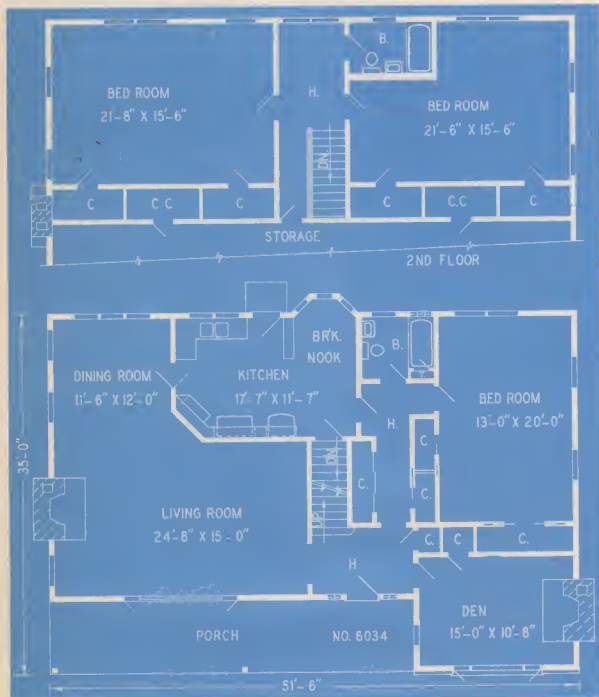 B.
BED ROOM
21'-8" X 15'-6"
H.
BED ROOM
21'-6" X 15'-6"
DN.
C
C.C
C
C
C.C
C
STORAGE
2ND FLOOR
BR'K.
NOOK
B.
DINING ROOM
11'-6" X 12'-0"
KITCHEN
17'-7" X 11'-7"
BED ROOM
13'-0" X 20'-0"
H.
C.
35'-0"
DN.
C.
C.
LIVING ROOM
24'-8" X 15'-0"
UP
C.
C.
C.
H
DEN
15'-0" X 10'-8"
PORCH
NO. 6034
51'-6"